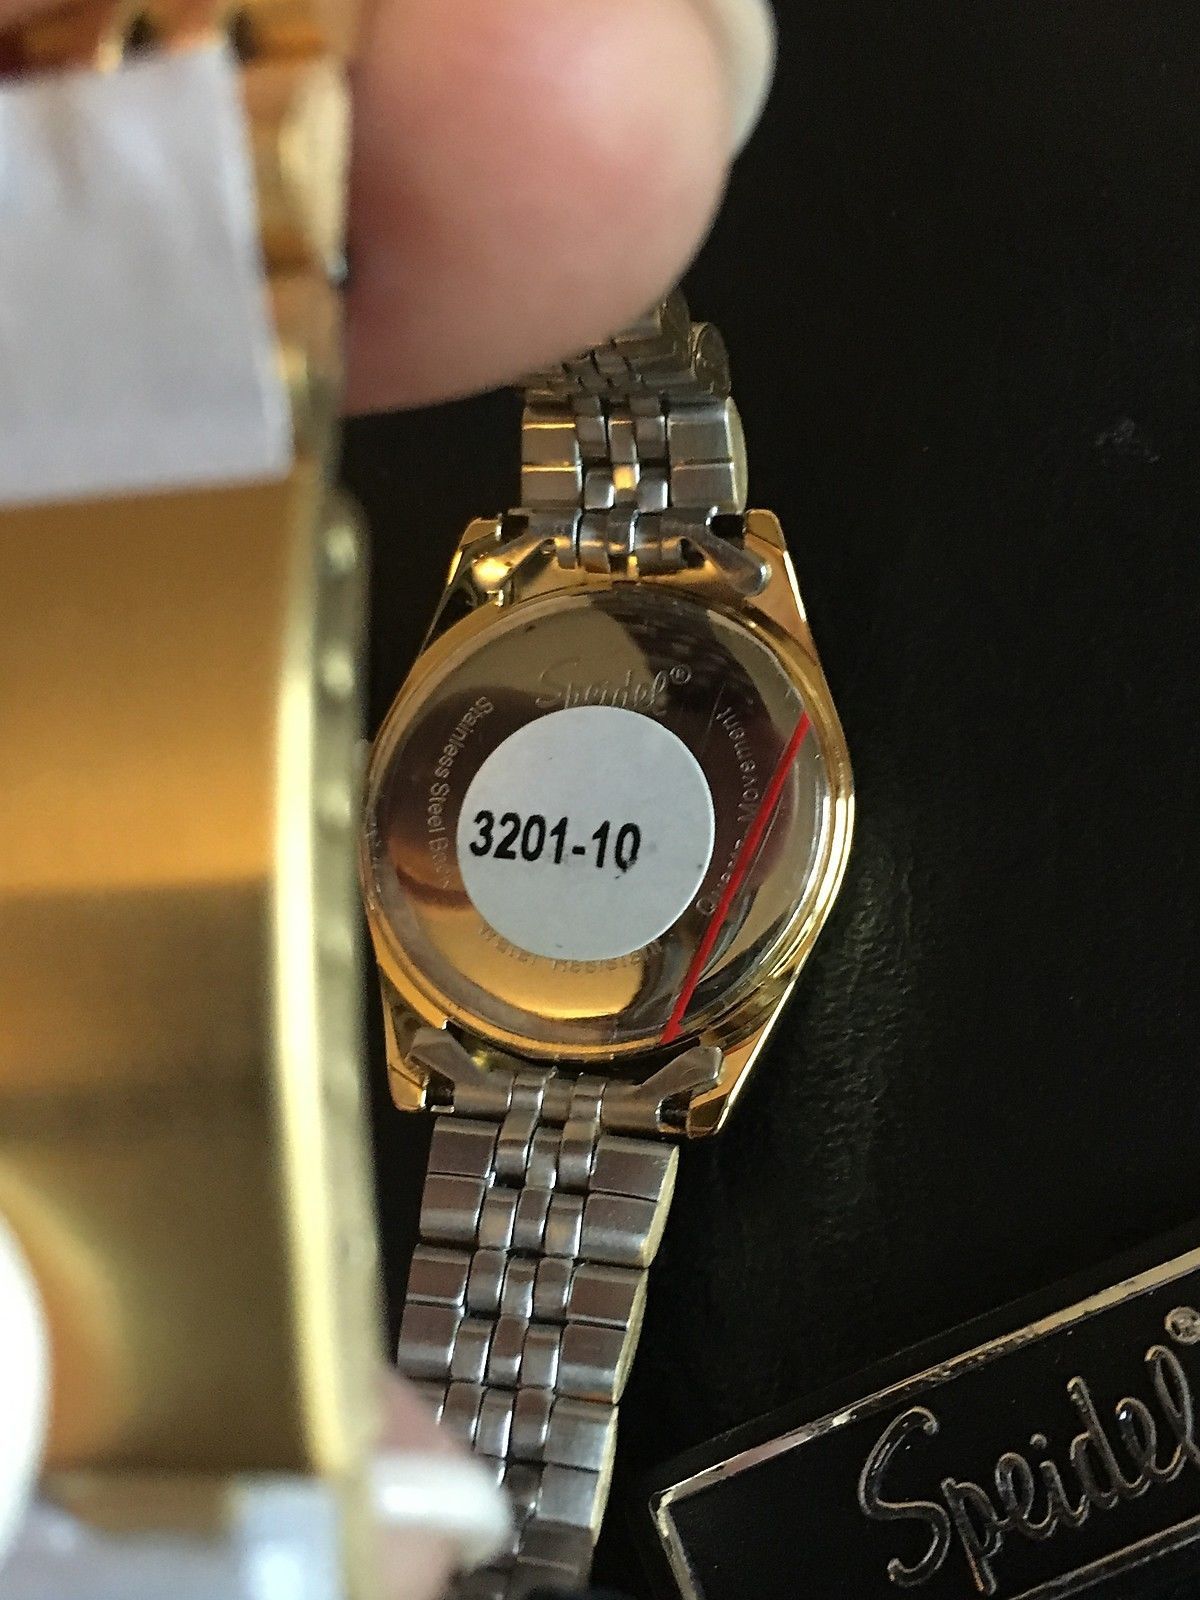 Speidel®
Stainless Steel Back
Water Resistant
Quartz Movement
3201-10
Speidel®